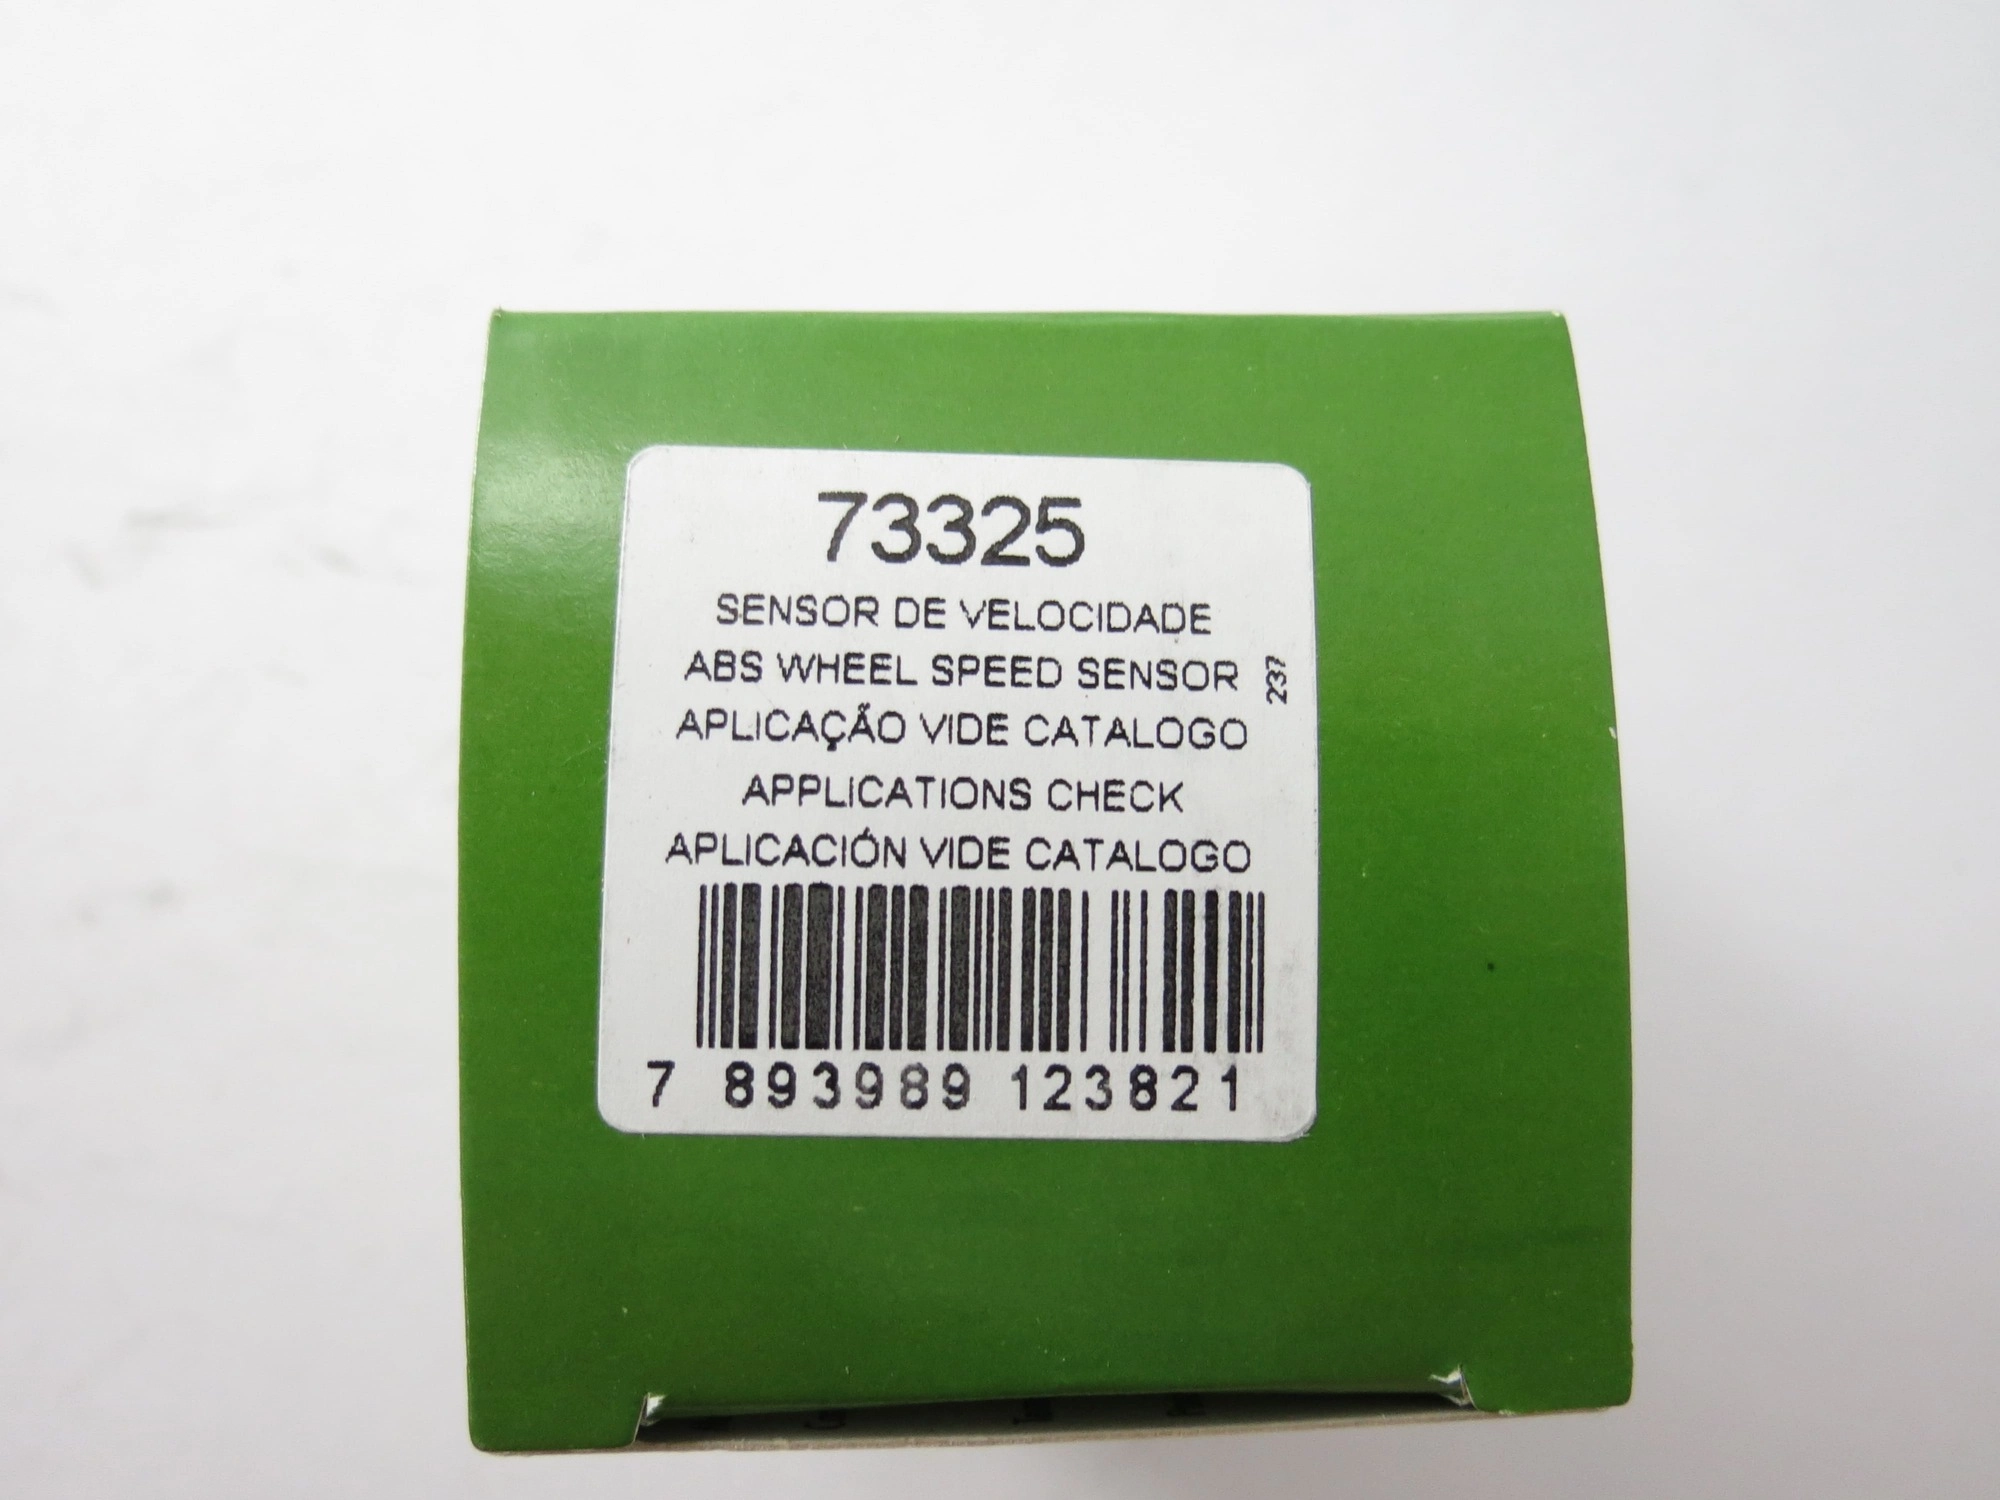 73325
SENSOR DE VELOCIDADE
ABS WHEEL SPEED SENSOR
237
APLICAÇÃO VIDE CATALOGO
APPLICATIONS CHECK
APLICACIÓN VIDE CATALOGO
7 893989 123821